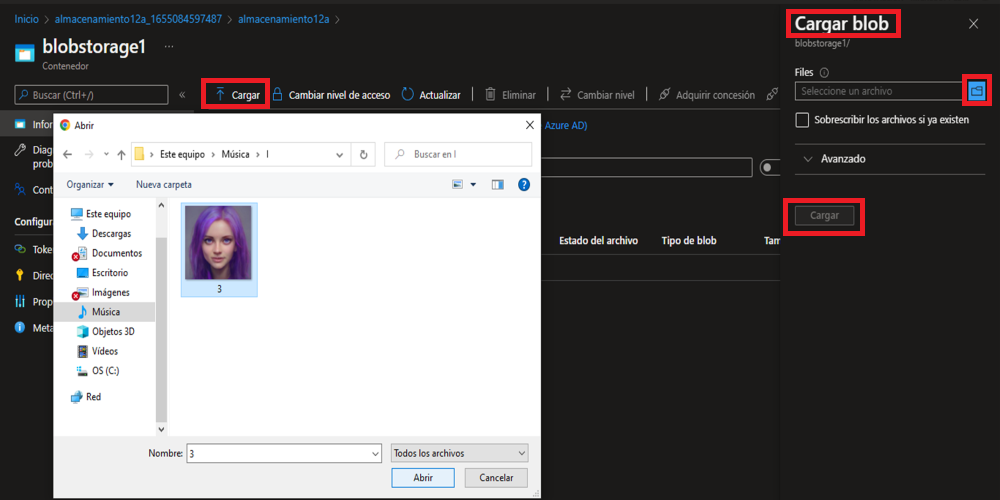 Inicio > almacenamiento12a_1655084597487 > almacenamiento12a >
blobstorage1 ...
Contenedor
Buscar (Ctrl+/) «
Cargar
Cambiar nivel de acceso
Actualizar
Eliminar
Cambiar nivel
Adquirir concesión
Infor
Diag
prob
Cont
Configura
Toke
Direc
Prop
Meta
Azure AD)
Estado del archivo
Tipo de blob
Tam
Abrir
Este equipo > Música > l
Buscar en l
Organizar
Nueva carpeta
Este equipo
Descargas
Documentos
Escritorio
Imágenes
Música
Objetos 3D
Vídeos
OS (C:)
Red
3
Nombre: 3
Todos los archivos
Abrir
Cancelar
Cargar blob
blobstorage1/
Files
Seleccione un archivo
Sobrescribir los archivos si ya existen
Avanzado
Cargar